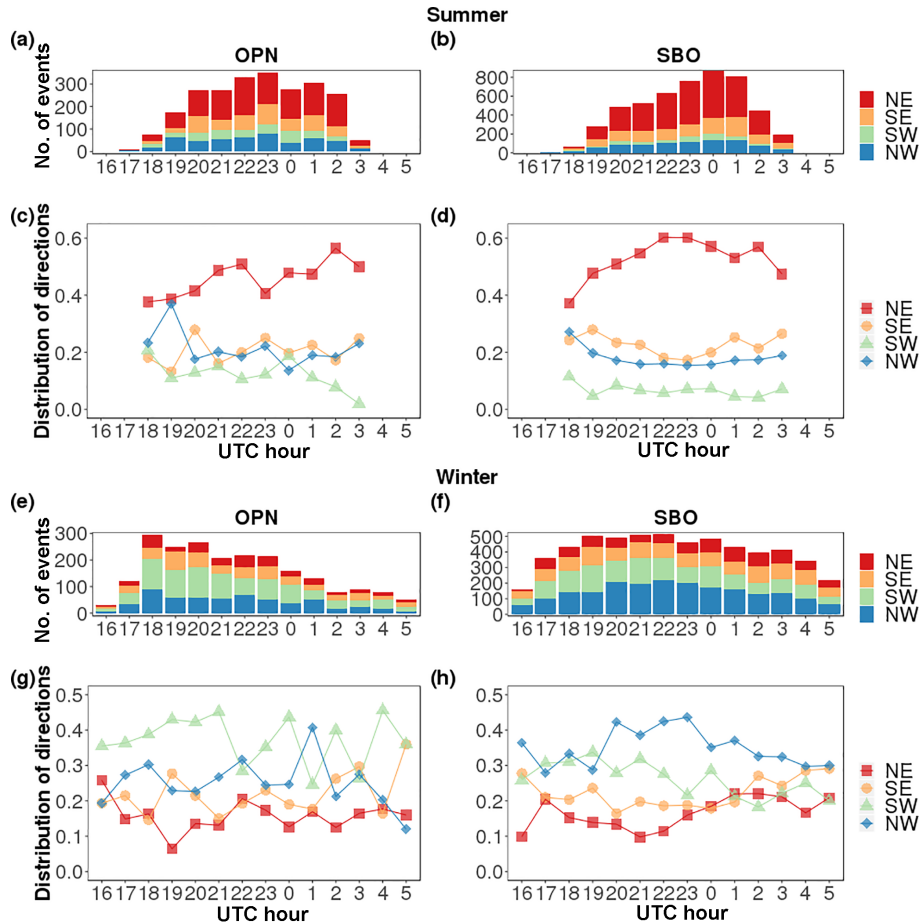 Summer
(a) (b)
OPN SBO
No. of events
300
200
100
0
16 17 18 19 20 21 22 23 0 1 2 3 4 5
800
600
400
200
0
16 17 18 19 20 21 22 23 0 1 2 3 4 5
NE
SE
SW
NW
(c) (d)
Distribution of directions
0.6
0.4
0.2
0.0
16 17 18 19 20 21 22 23 0 1 2 3 4 5
UTC hour
0.6
0.4
0.2
0.0
16 17 18 19 20 21 22 23 0 1 2 3 4 5
UTC hour
NE
SE
SW
NW
Winter
(e) (f)
OPN SBO
No. of events
300
200
100
0
16 17 18 19 20 21 22 23 0 1 2 3 4 5
500
400
300
200
100
0
16 17 18 19 20 21 22 23 0 1 2 3 4 5
NE
SE
SW
NW
(g) (h)
Distribution of directions
0.5
0.4
0.3
0.2
0.1
0.0
16 17 18 19 20 21 22 23 0 1 2 3 4 5
UTC hour
0.5
0.4
0.3
0.2
0.1
0.0
16 17 18 19 20 21 22 23 0 1 2 3 4 5
UTC hour
NE
SE
SW
NW